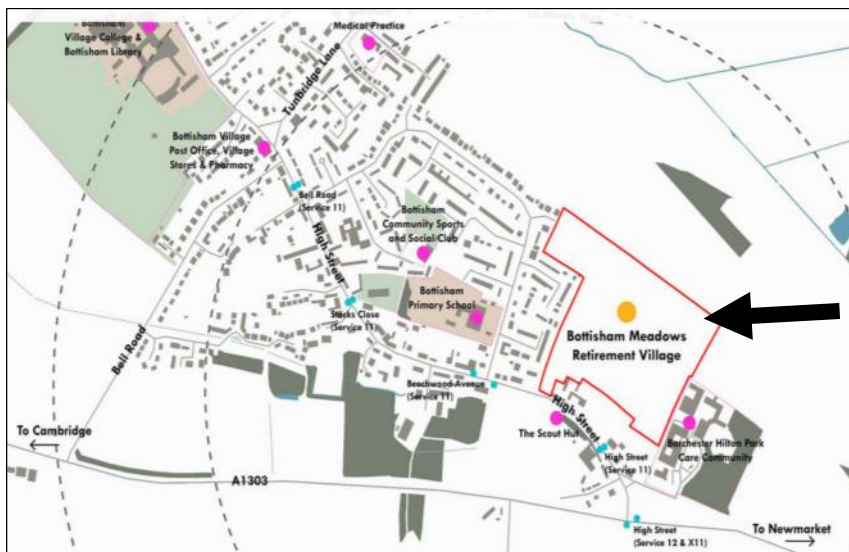 Bottisham
Village College &
Bottisham Library
Medical Practice
Tunbridge Lane
Bottisham Village
Post Office, Village
Stores & Pharmacy
Bell Road
(Service 11)
High Street
Bottisham
Community Sports
and Social Club
Bottisham
Primary School
Stocks Close
(Service 11)
Bottisham Meadows
Retirement Village
Bell Road
Beechwood Avenue
(Service 11)
High Street
The Scout Hut
High Street
(Service 11)
Barchester Hilton Park
Care Community
To Cambridge
A1303
High Street
(Service 12 & X11)
To Newmarket